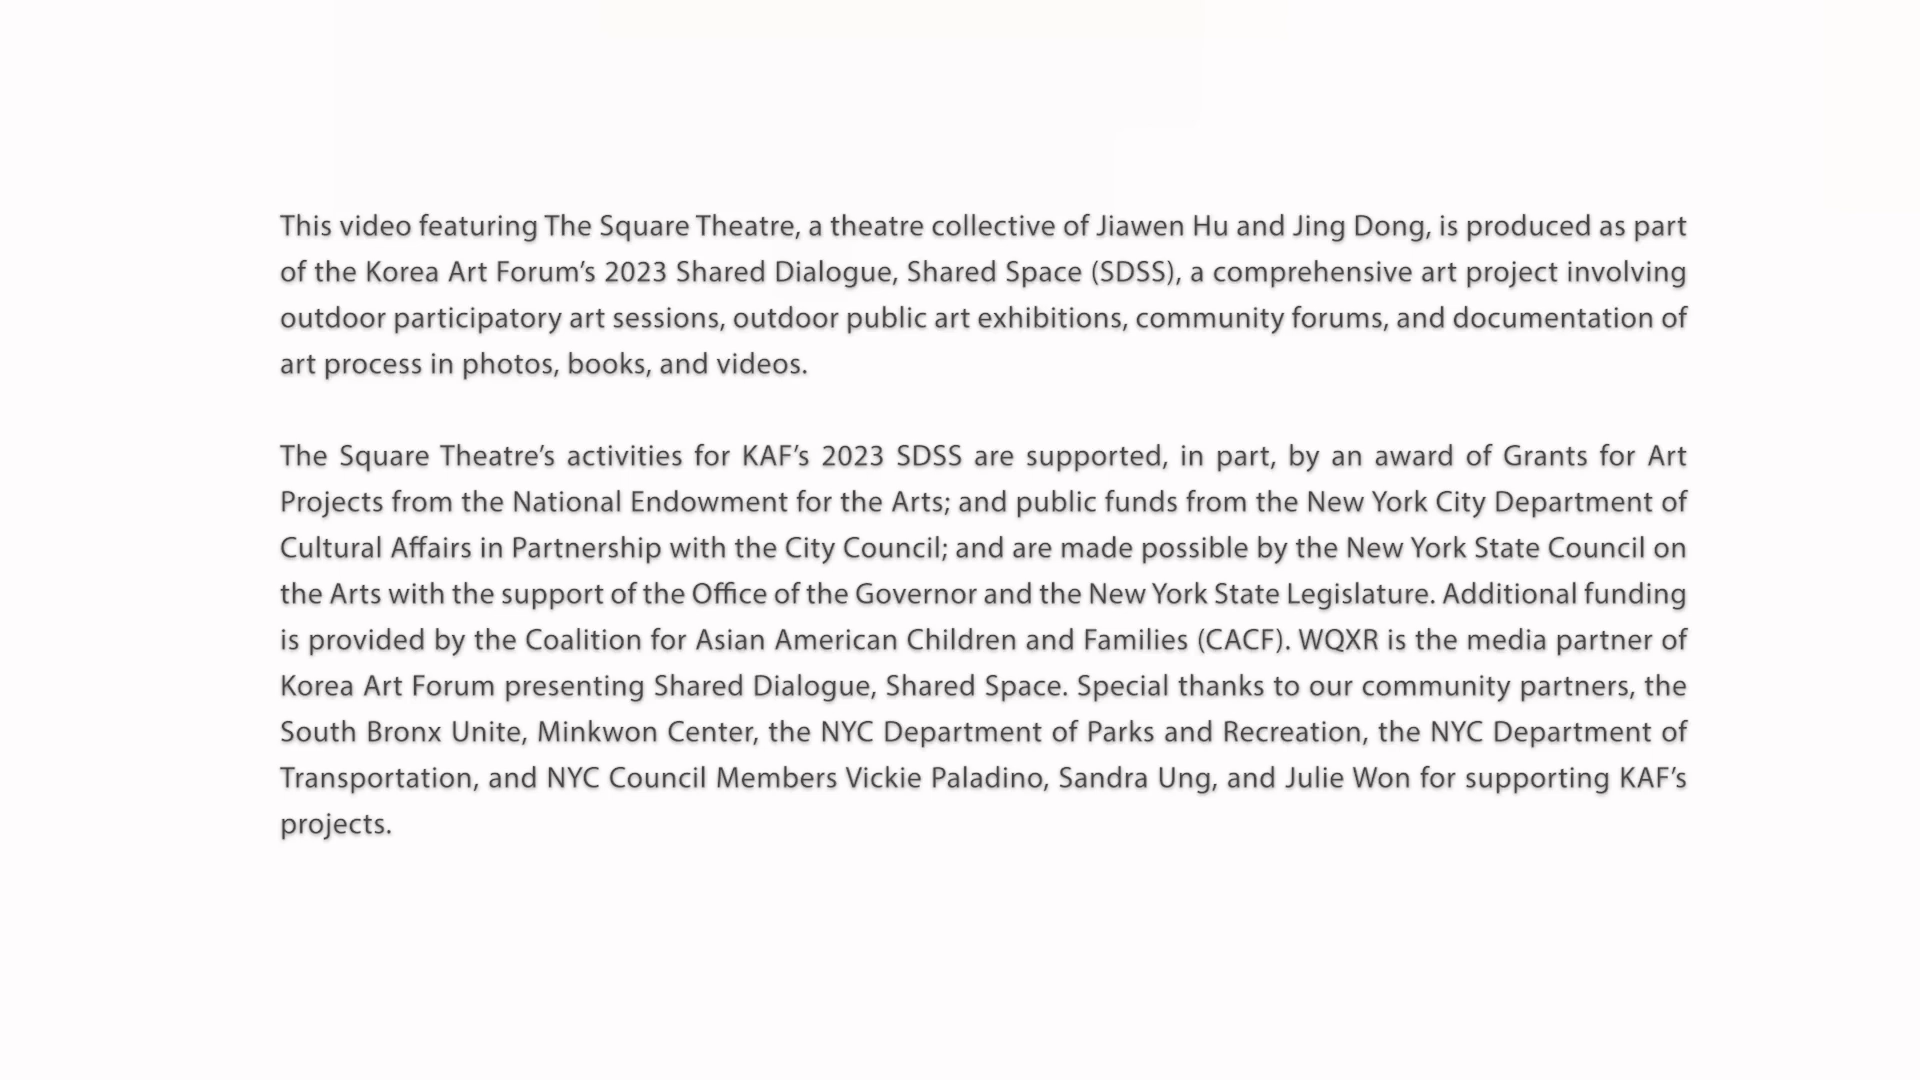 This video featuring The Square Theatre, a theatre collective of Jiawen Hu and Jing Dong, is produced as part
of the Korea Art Forum’s 2023 Shared Dialogue, Shared Space (SDSS), a comprehensive art project involving
outdoor participatory art sessions, outdoor public art exhibitions, community forums, and documentation of
art process in photos, books, and videos.
The Square Theatre’s activities for KAF’s 2023 SDSS are supported, in part, by an award of Grants for Art
Projects from the National Endowment for the Arts; and public funds from the New York City Department of
Cultural Affairs in Partnership with the City Council; and are made possible by the New York State Council on
the Arts with the support of the Office of the Governor and the New York State Legislature. Additional funding
is provided by the Coalition for Asian American Children and Families (CACF). WQXR is the media partner of
Korea Art Forum presenting Shared Dialogue, Shared Space. Special thanks to our community partners, the
South Bronx Unite, Minkwon Center, the NYC Department of Parks and Recreation, the NYC Department of
Transportation, and NYC Council Members Vickie Paladino, Sandra Ung, and Julie Won for supporting KAF’s
projects.